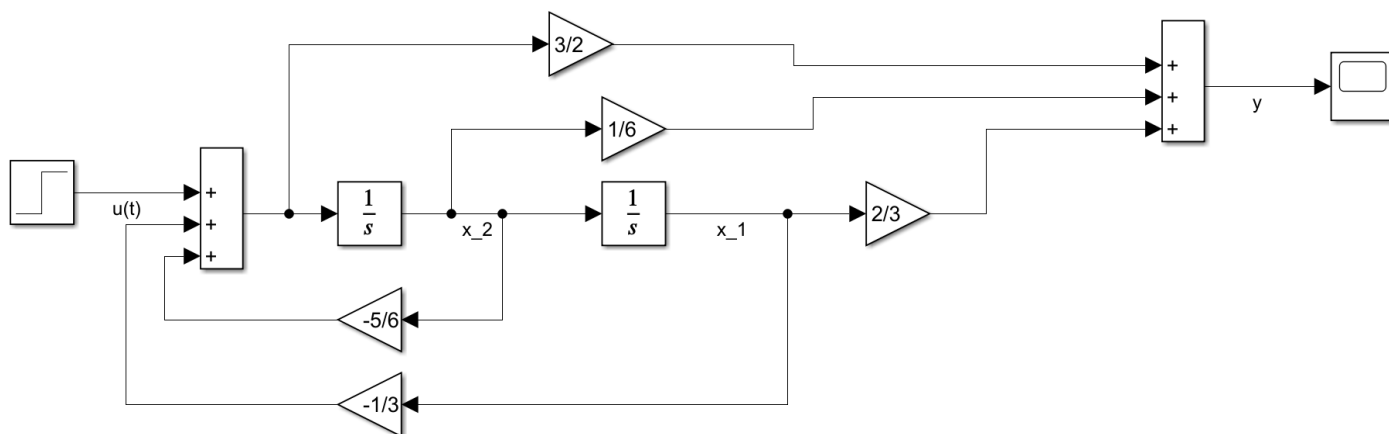 3/2
+
1/6
+
y
+
+
u(t)
+
+
1
s
x_2
1
s
x_1
2/3
-5/6
-1/3